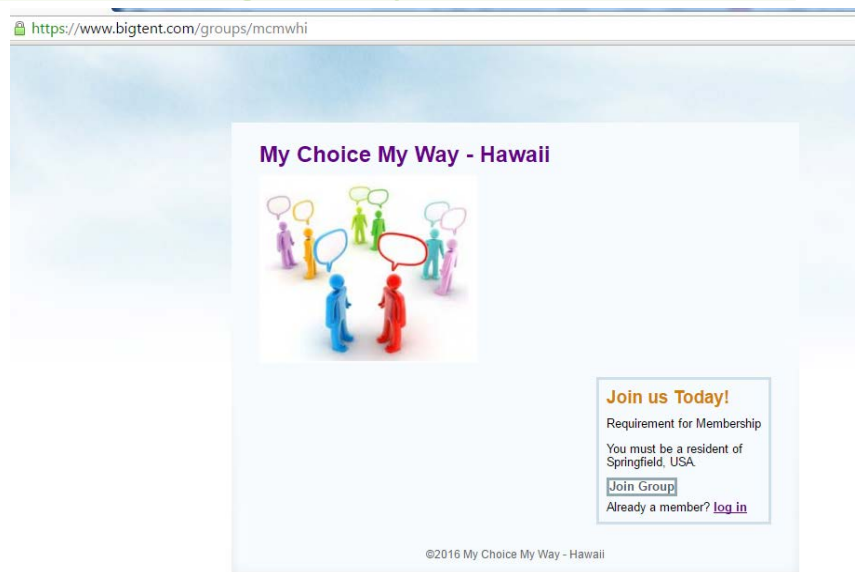 https://www.bigtent.com/groups/mcmwhi
My Choice My Way - Hawaii
Join us Today!
Requirement for Membership
You must be a resident of
Springfield, USA.
Join Group
Already a member? log in
©2016 My Choice My Way - Hawaii